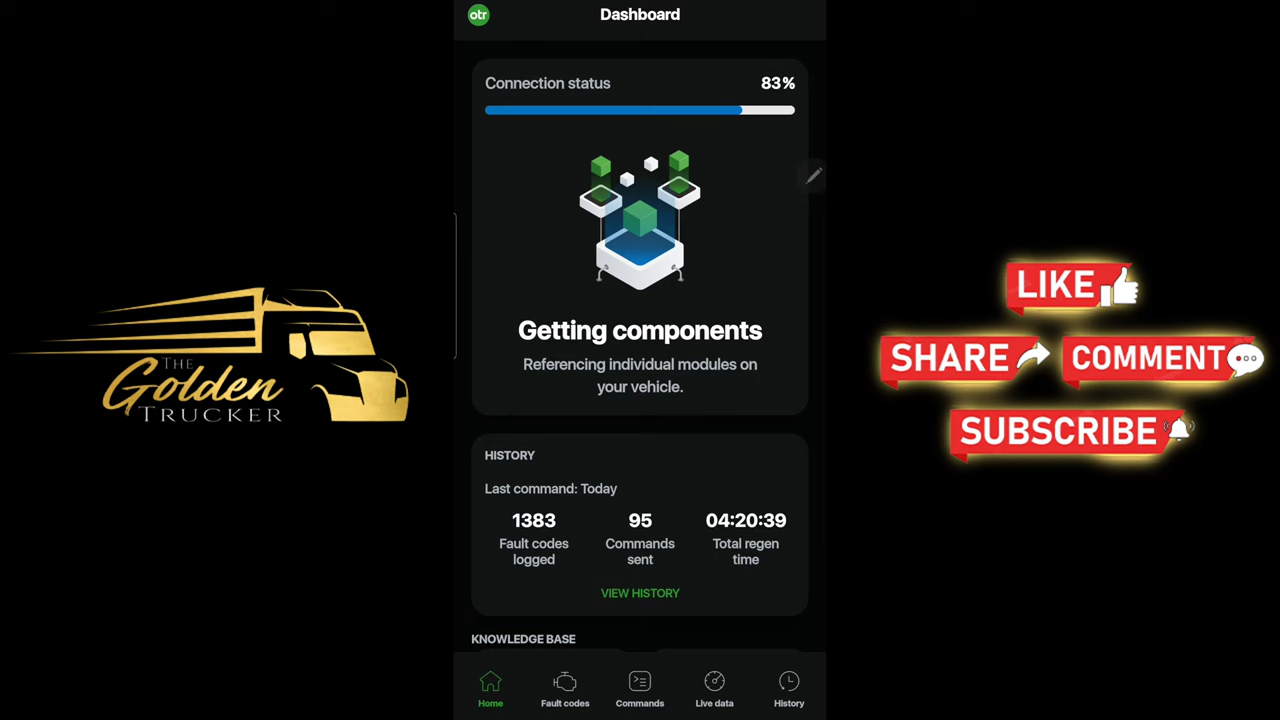 otr
Dashboard
Connection status
83%
Getting components
Referencing individual modules on
your vehicle.
HISTORY
Last command: Today
1383
Fault codes
logged
95
Commands
sent
04:20:39
Total regen
time
VIEW HISTORY
KNOWLEDGE BASE
Home
Fault codes
Commands
Live data
History
THE
Golden
TRUCKER
LIKE
SHARE
COMMENT
SUBSCRIBE